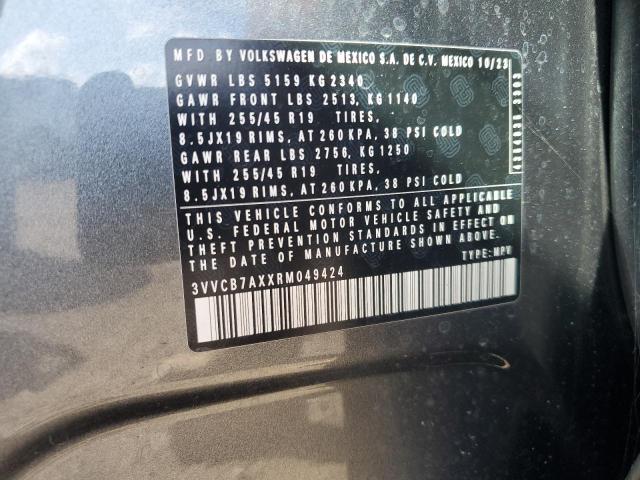 MFD BY VOLKSWAGEN DE MEXICO S.A. DE C.V. MEXICO 10/23
GVWR LBS 5159 KG 2340
GAWR FRONT LBS 2513, KG 1140
WITH 255/45 R19 TIRES,
8.5JX19 RIMS, AT 260 KPA, 38 PSI COLD
GAWR REAR LBS 2756, KG 1250
WITH 255/45 R19 TIRES,
8.5JX19 RIMS, AT 260 KPA, 38 PSI COLD
THIS VEHICLE CONFORMS TO ALL APPLICABLE
U.S. FEDERAL MOTOR VEHICLE SAFETY AND
THEFT PREVENTION STANDARDS IN EFFECT ON
THE DATE OF MANUFACTURE SHOWN ABOVE.
TYPE:MPV
3VVCB7AXXRM049424